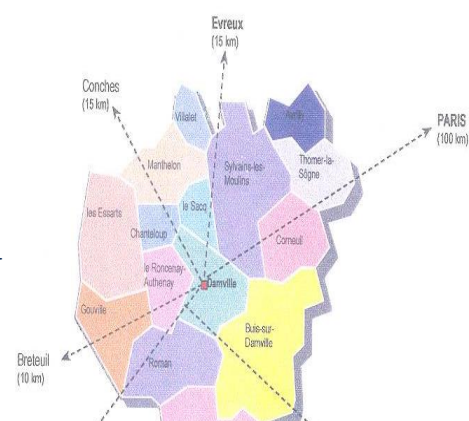 Evreux
(15 km)
Conches
(15 km)
PARIS
(100 km)
Villalet
Avrilly
Manthelon
Sylvains-les-
Moulins
Thomer-la-
Sôgne
les Essarts
le Sacq
Chanteloup
Corneuil
le Roncenay-
Authenay
Damville
Gouville
Buis-sur-
Damville
Breteuil
(10 km)
Roman